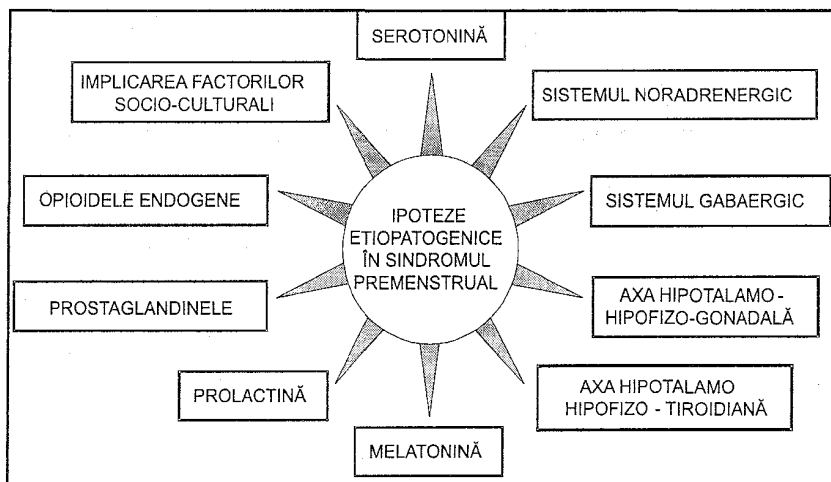 SEROTONINĂ
IMPLICAREA FACTORILOR
SOCIO-CULTURALI
SISTEMUL NORADRENERGIC
OPIOIDELE ENDOGENE
SISTEMUL GABAERGIC
IPOTEZE
ETIOPATOGENICE
ÎN SINDROMUL
PREMENSTRUAL
PROSTAGLANDINELE
AXA HIPOTALAMO-
HIPOFIZO-GONADALĂ
PROLACTINĂ
AXA HIPOTALAMO
HIPOFIZO - TIROIDIANĂ
MELATONINĂ